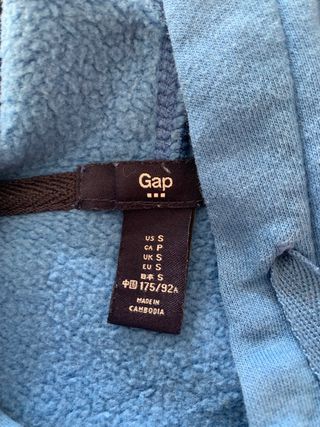 Gap
US S
CA P
UK S
EU S
日本 S
中国 175/92A
MADE IN
CAMBODIA